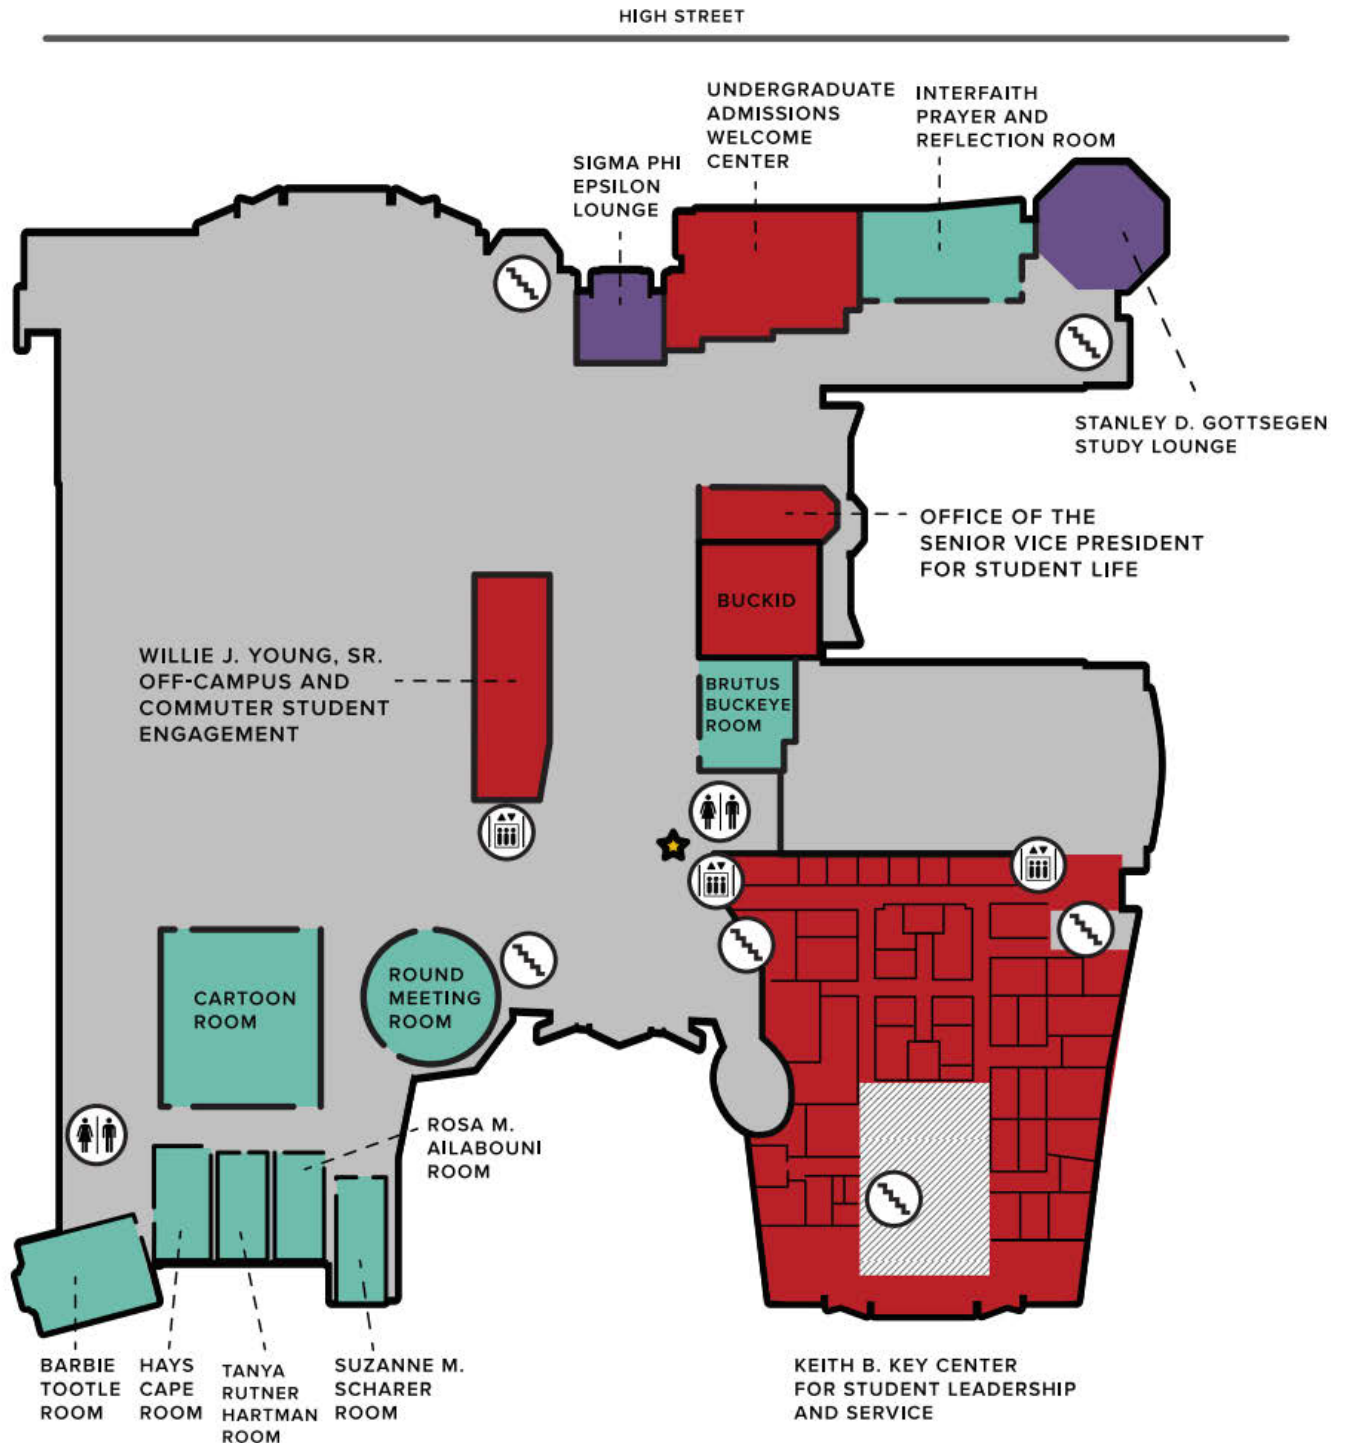 HIGH STREET
UNDERGRADUATE
ADMISSIONS
WELCOME
CENTER
INTERFAITH
PRAYER AND
REFLECTION ROOM
SIGMA PHI
EPSILON
LOUNGE
STANLEY D. GOTTSEGEN
STUDY LOUNGE
OFFICE OF THE
SENIOR VICE PRESIDENT
FOR STUDENT LIFE
BUCKID
WILLIE J. YOUNG, SR.
OFF-CAMPUS AND
COMMUTER STUDENT
ENGAGEMENT
BRUTUS
BUCKEYE
ROOM
CARTOON
ROOM
ROUND
MEETING
ROOM
ROSA M.
AILABOUNI
ROOM
BARBIE
TOOTLE
ROOM
HAYS
CAPE
ROOM
TANYA
RUTNER
HARTMAN
ROOM
SUZANNE M.
SCHARER
ROOM
KEITH B. KEY CENTER
FOR STUDENT LEADERSHIP
AND SERVICE